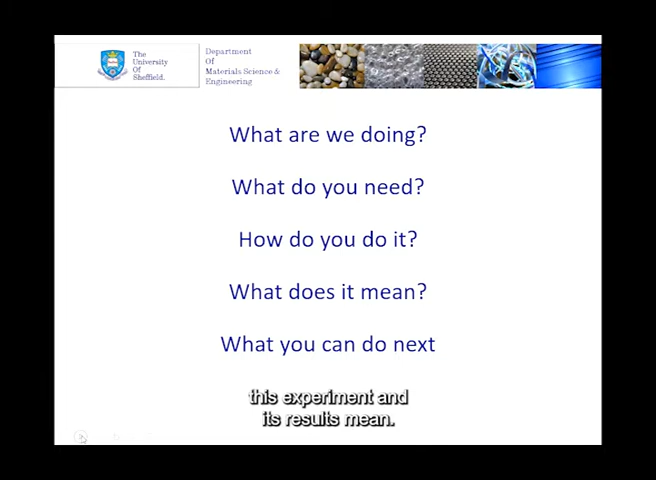 The
University
Of
Sheffield.
Department
Of
Materials Science &
Engineering
What are we doing?
What do you need?
How do you do it?
What does it mean?
What you can do next
this experiment and
its results mean.